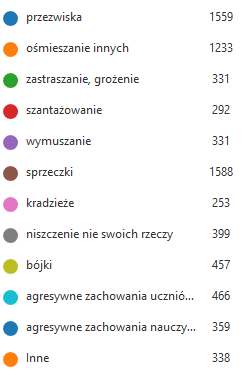 przezwiska 1559
ośmieszanie innych 1233
zastraszanie, grożenie 331
szantażowanie 292
wymuszanie 331
sprzeczki 1588
kradzieże 253
niszczenie nie swoich rzeczy 399
bójki 457
agresywne zachowania ucznió... 466
agresywne zachowania nauczy... 359
Inne 338